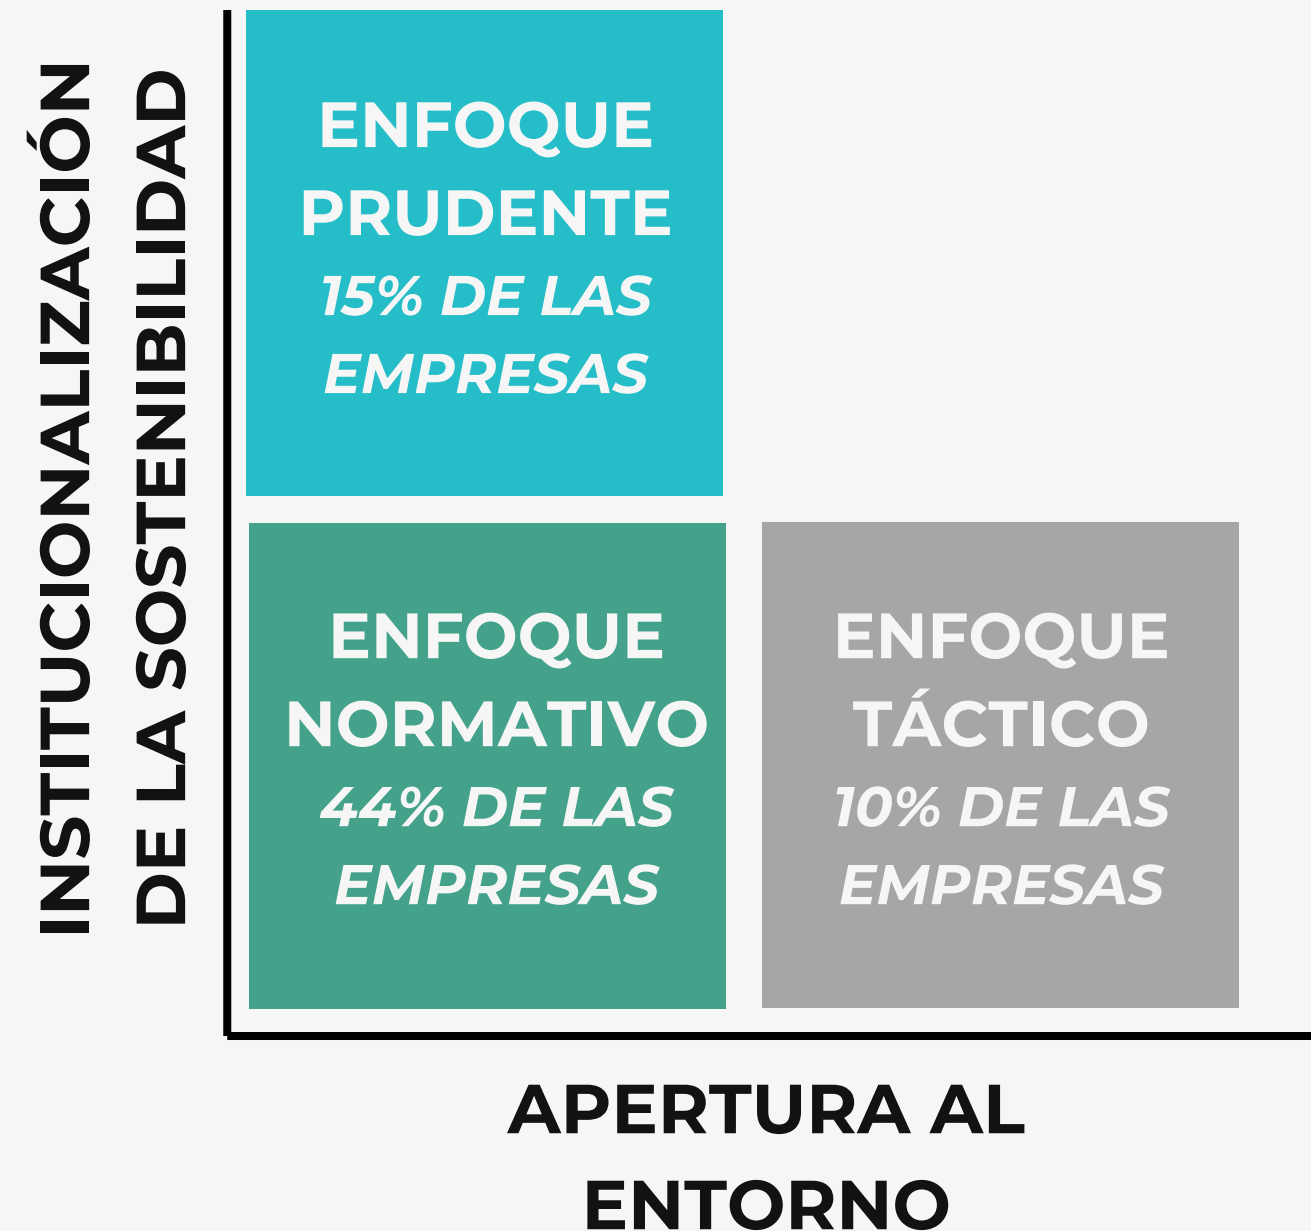 INSTITUCIONALIZACIÓN
DE LA SOSTENIBILIDAD
ENFOQUE
PRUDENTE
15% DE LAS
EMPRESAS
ENFOQUE
NORMATIVO
44% DE LAS
EMPRESAS
ENFOQUE
TÁCTICO
10% DE LAS
EMPRESAS
APERTURA AL
ENTORNO